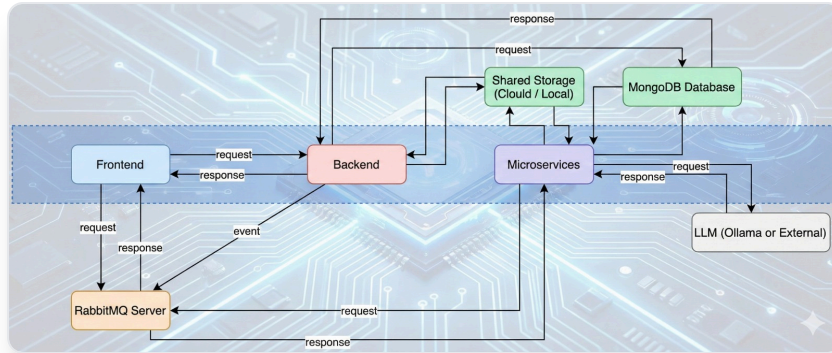 response
request
Shared Storage
(Clould / Local)
MongoDB Database
Frontend
request
response
Backend
Microservices
request
response
request
response
event
LLM (Ollama or External)
RabbitMQ Server
request
response